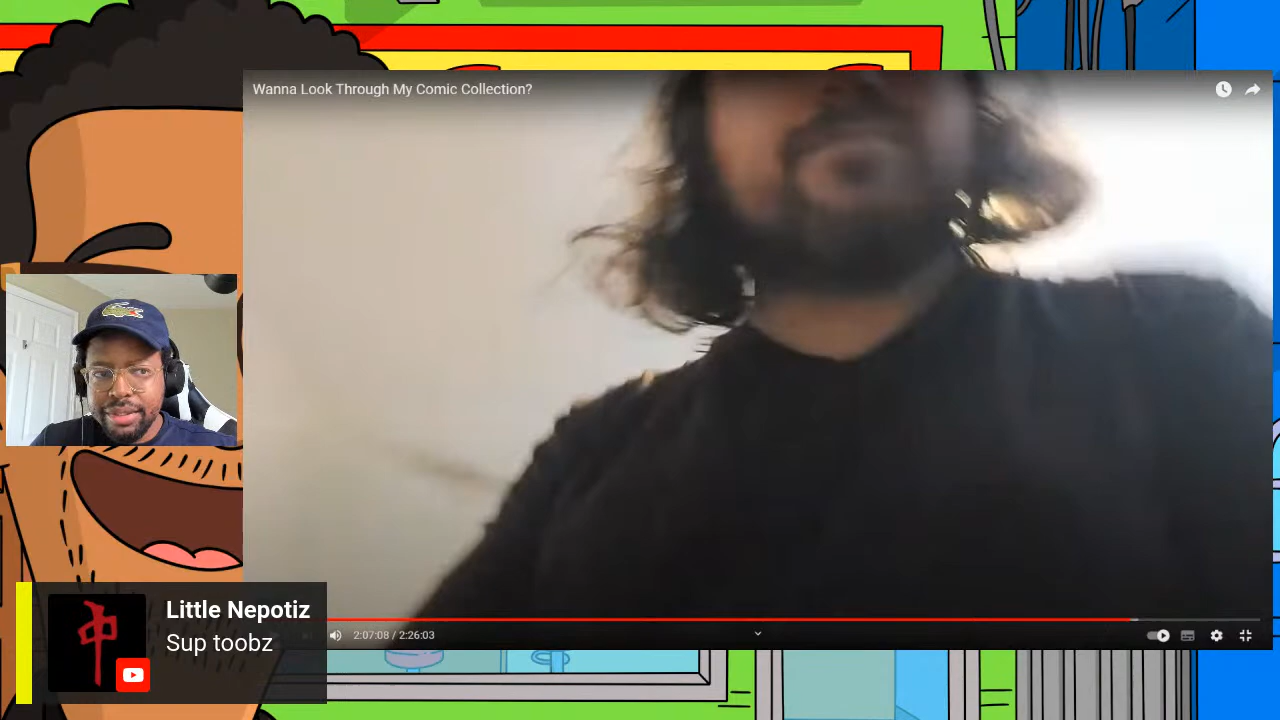 Wanna Look Through My Comic Collection?
Little Nepotiz
Sup toobz
2:07:08 / 2:26:03